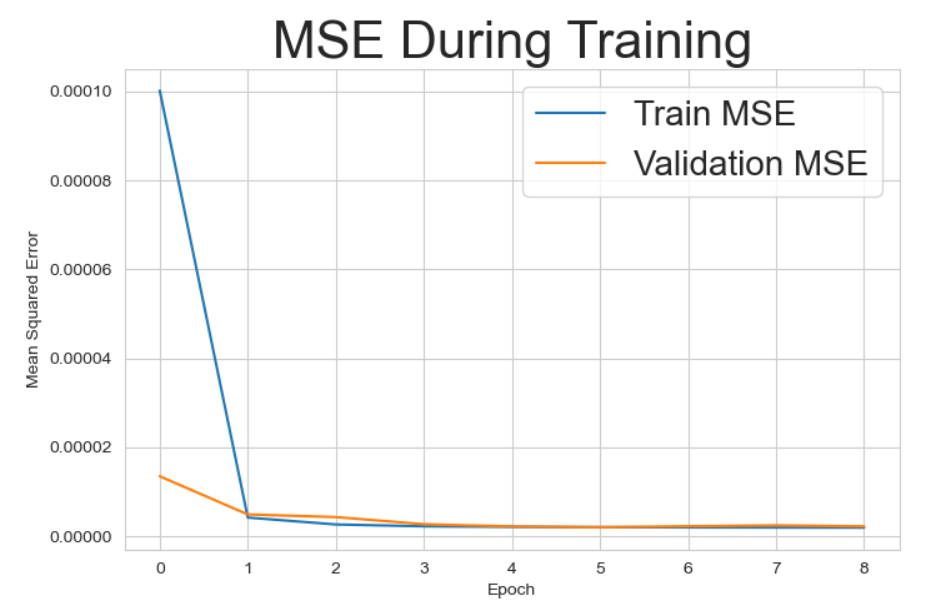 MSE During Training
Train MSE
Validation MSE
Mean Squared Error
0.00010
0.00008
0.00006
0.00004
0.00002
0.00000
0 1 2 3 4 5 6 7 8
Epoch